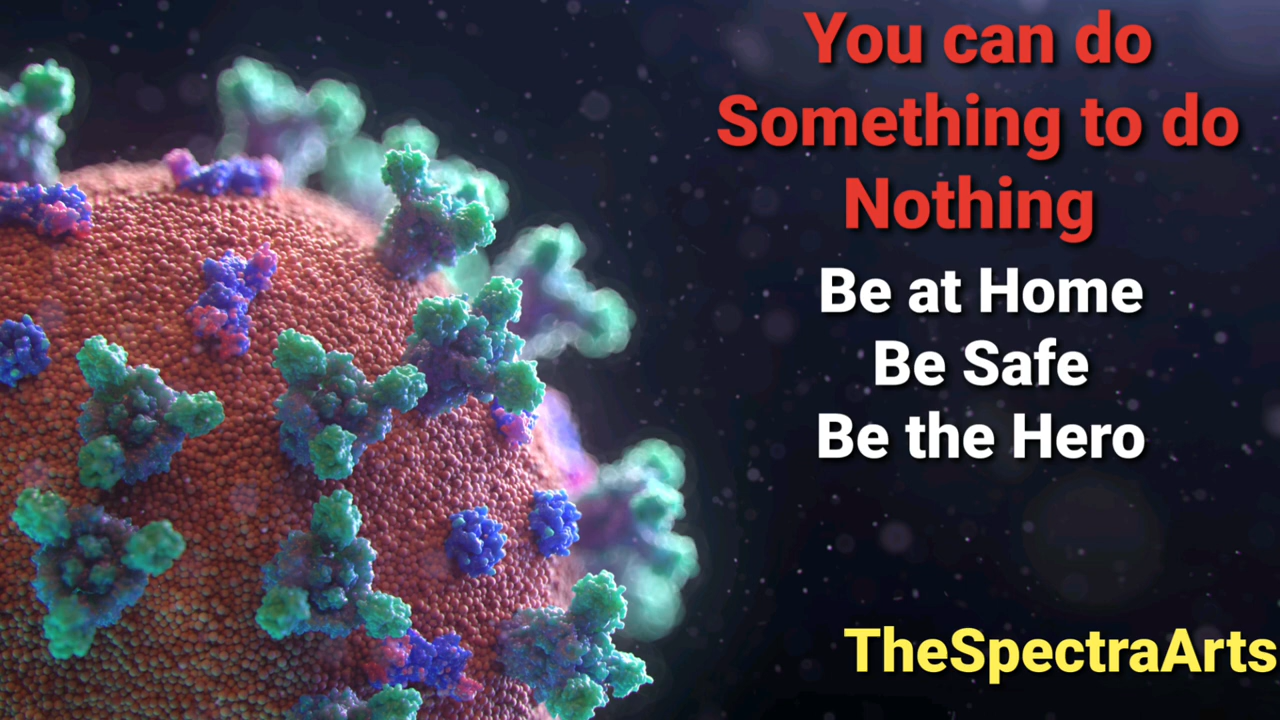 You can do
Something to do
Nothing
Be at Home
Be Safe
Be the Hero
TheSpectraArts